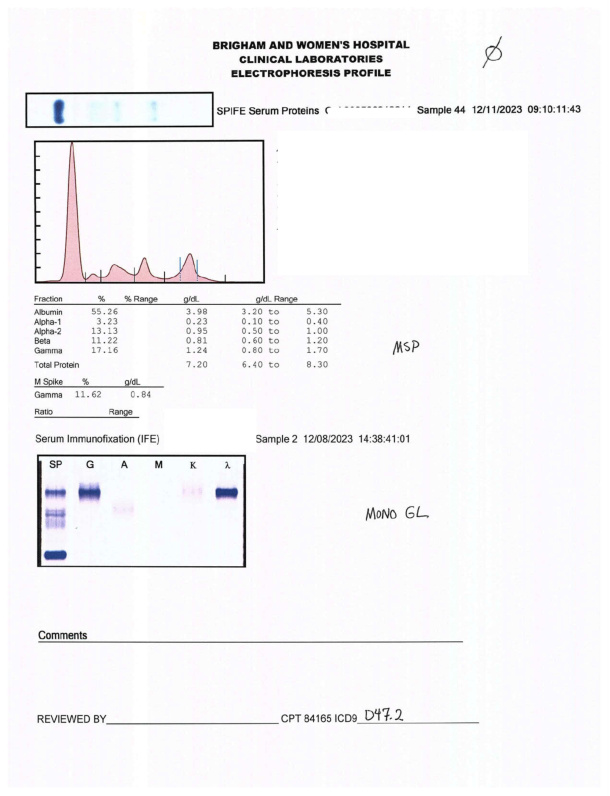 BRIGHAM AND WOMEN'S HOSPITAL
CLINICAL LABORATORIES
ELECTROPHORESIS PROFILE
SPIFE Serum Proteins Sample 44 12/11/2023 09:10:11:43
Fraction % % Range g/dL g/dL Range
Albumin 55.26 3.98 3.20 to 5.30
Alpha-1 3.23 0.23 0.10 to 0.40
Alpha-2 13.13 0.95 0.50 to 1.00
Beta 11.22 0.81 0.60 to 1.20
Gamma 17.16 1.24 0.80 to 1.70
MSP
Total Protein 7.20 6.40 to 8.30
M Spike % g/dL
Gamma 11.62 0.84
Ratio Range
Serum Immunofixation (IFE) Sample 2 12/08/2023 14:38:41:01
SP G A M K λ
MONO GL
Comments
REVIEWED BY CPT 84165 ICD9 D47.2